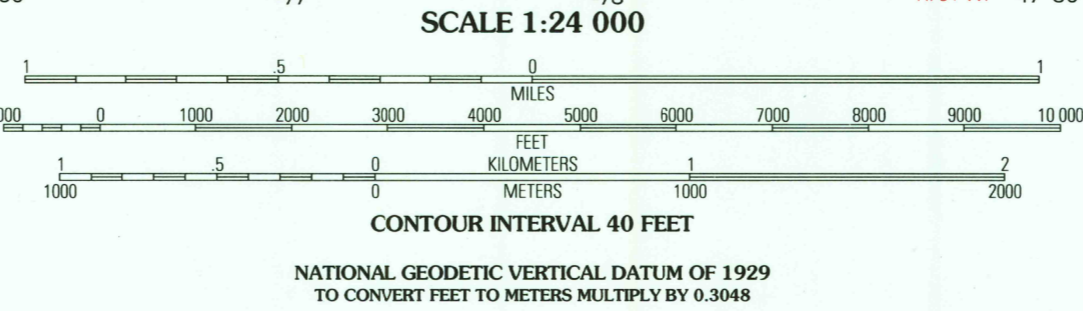 SCALE 1:24 000
1 .5 0 1
MILES
0 1000 2000 3000 4000 5000 6000 7000 8000 9000 10 000
FEET
1 .5 0 KILOMETERS 1 2
1000 0 METERS 1000 2000
CONTOUR INTERVAL 40 FEET
NATIONAL GEODETIC VERTICAL DATUM OF 1929
TO CONVERT FEET TO METERS MULTIPLY BY 0.3048